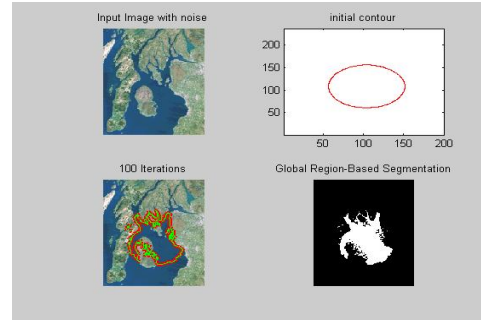 Input Image with noise
initial contour
200
150
100
50
50 100 150 200
100 Iterations
Global Region-Based Segmentation